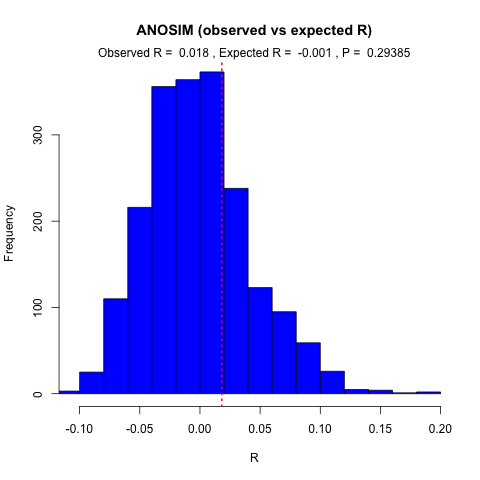 ANOSIM (observed vs expected R)
Observed R =  0.018 , Expected R =  -0.001 , P =  0.29385
Frequency
300
200
100
0
-0.10 -0.05 0.00 0.05 0.10 0.15 0.20
R